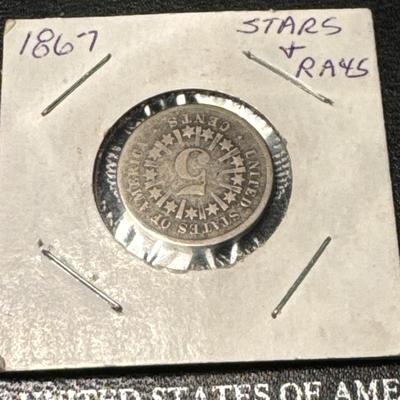 1867
STARS
+
RAYS
UNITED STATES OF AMERICA
5
CENTS
UNITED STATES OF AME